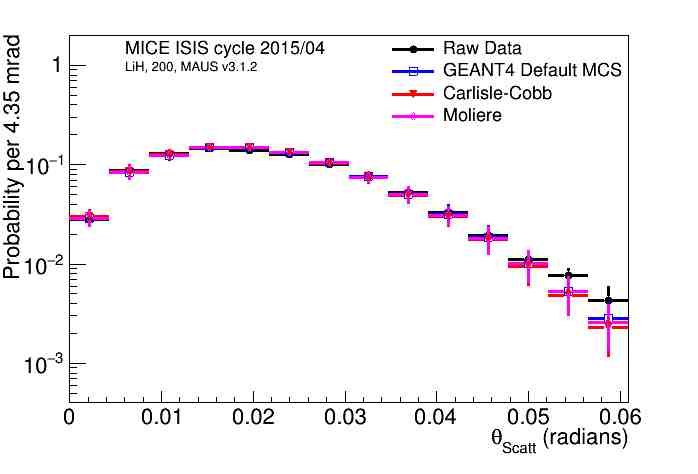 MICE ISIS cycle 2015/04
LiH, 200, MAUS v3.1.2
Raw Data
GEANT4 Default MCS
Carlisle-Cobb
Moliere
Probability per 4.35 mrad
1
10⁻¹
10⁻²
10⁻³
0 0.01 0.02 0.03 0.04 0.05 0.06
θ_Scatt (radians)